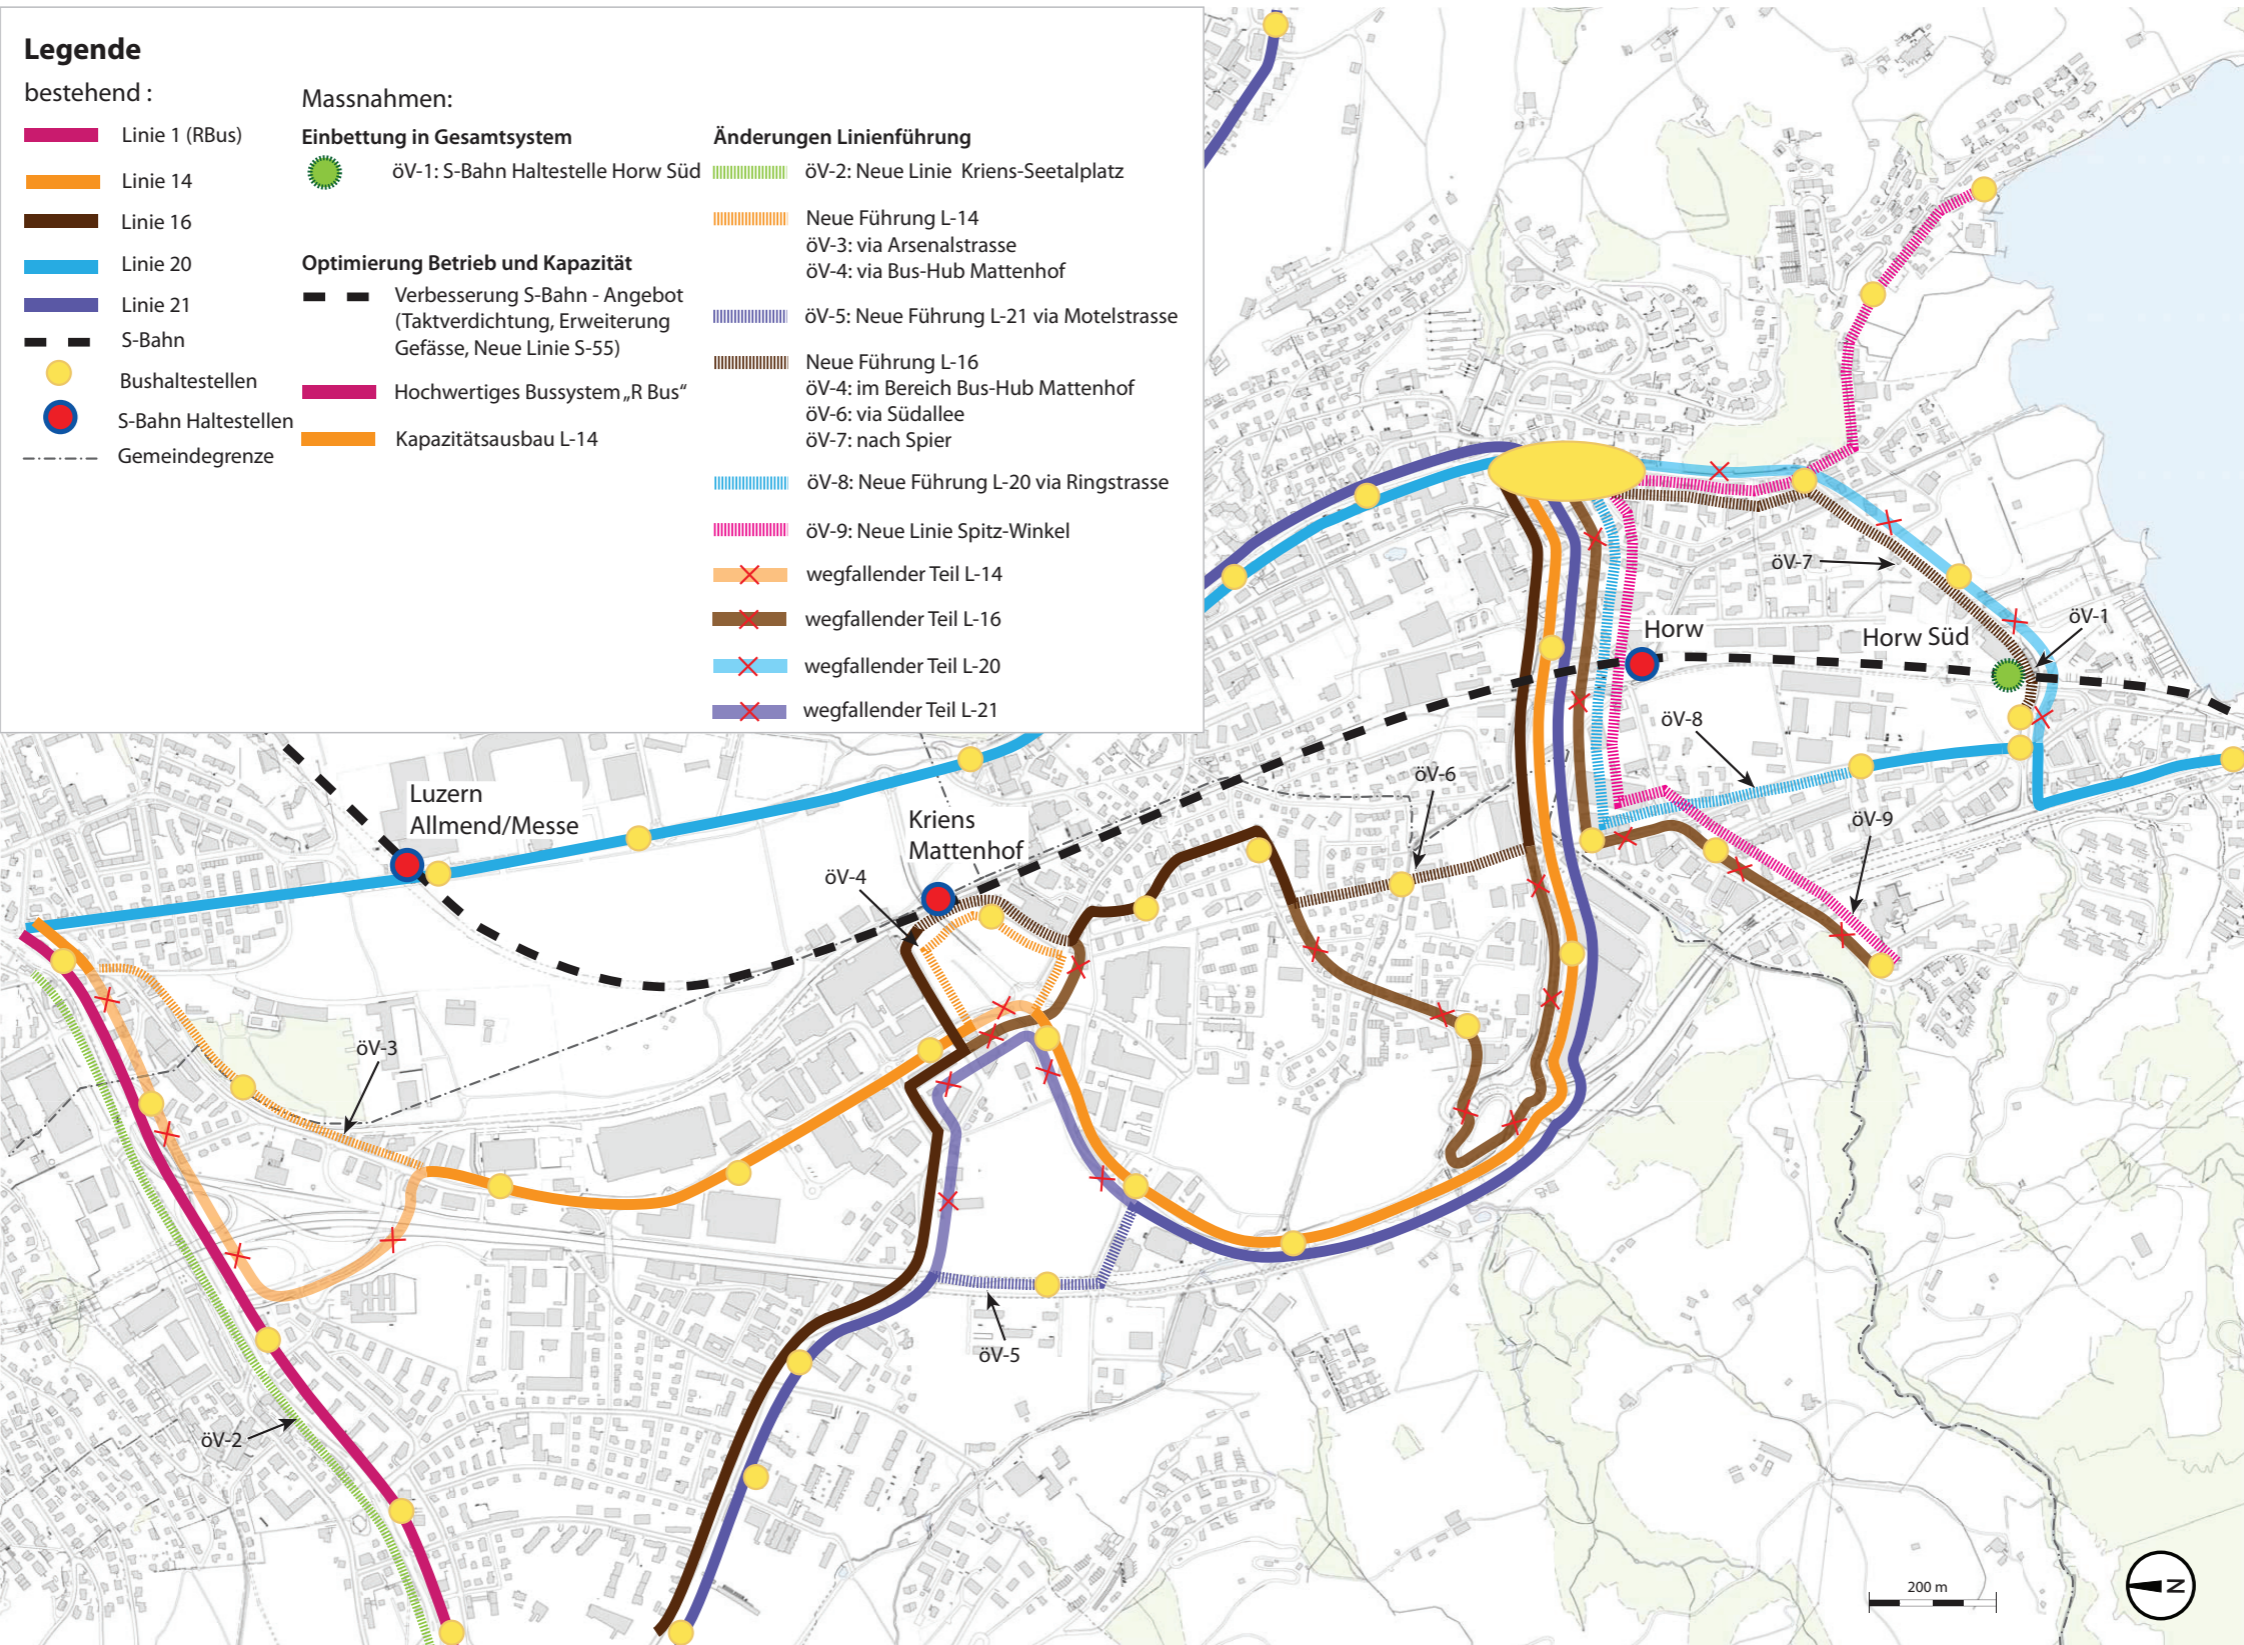 Legende
bestehend :
Linie 1 (RBus)
Linie 14
Linie 16
Linie 20
Linie 21
S-Bahn
Bushaltestellen
S-Bahn Haltestellen
Gemeindegrenze
Massnahmen:
Einbettung in Gesamtsystem
öV-1: S-Bahn Haltestelle Horw Süd
Optimierung Betrieb und Kapazität
Verbesserung S-Bahn - Angebot
(Taktverdichtung, Erweiterung
Gefässe, Neue Linie S-55)
Hochwertiges Bussystem „R Bus“
Kapazitätsausbau L-14
Änderungen Linienführung
öV-2: Neue Linie Kriens-Seetalplatz
Neue Führung L-14
öV-3: via Arsenalstrasse
öV-4: via Bus-Hub Mattenhof
öV-5: Neue Führung L-21 via Motelstrasse
Neue Führung L-16
öV-4: im Bereich Bus-Hub Mattenhof
öV-6: via Südallee
öV-7: nach Spier
öV-8: Neue Führung L-20 via Ringstrasse
öV-9: Neue Linie Spitz-Winkel
wegfallender Teil L-14
wegfallender Teil L-16
wegfallender Teil L-20
wegfallender Teil L-21
öV-7
öV-1
Horw
Horw Süd
öV-8
öV-6
Luzern
Allmend/Messe
Kriens
Mattenhof
öV-9
öV-4
öV-3
öV-5
öV-2
200 m
N